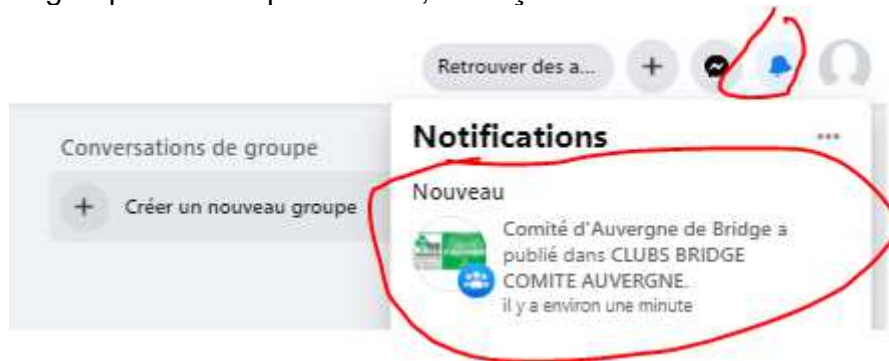 Retrouver des a...
Notifications
...
Conversations de groupe
Nouveau
+ Créer un nouveau groupe
Comité d'Auvergne de Bridge a
publié dans CLUBS BRIDGE
COMITE AUVERGNE.
il y a environ une minute